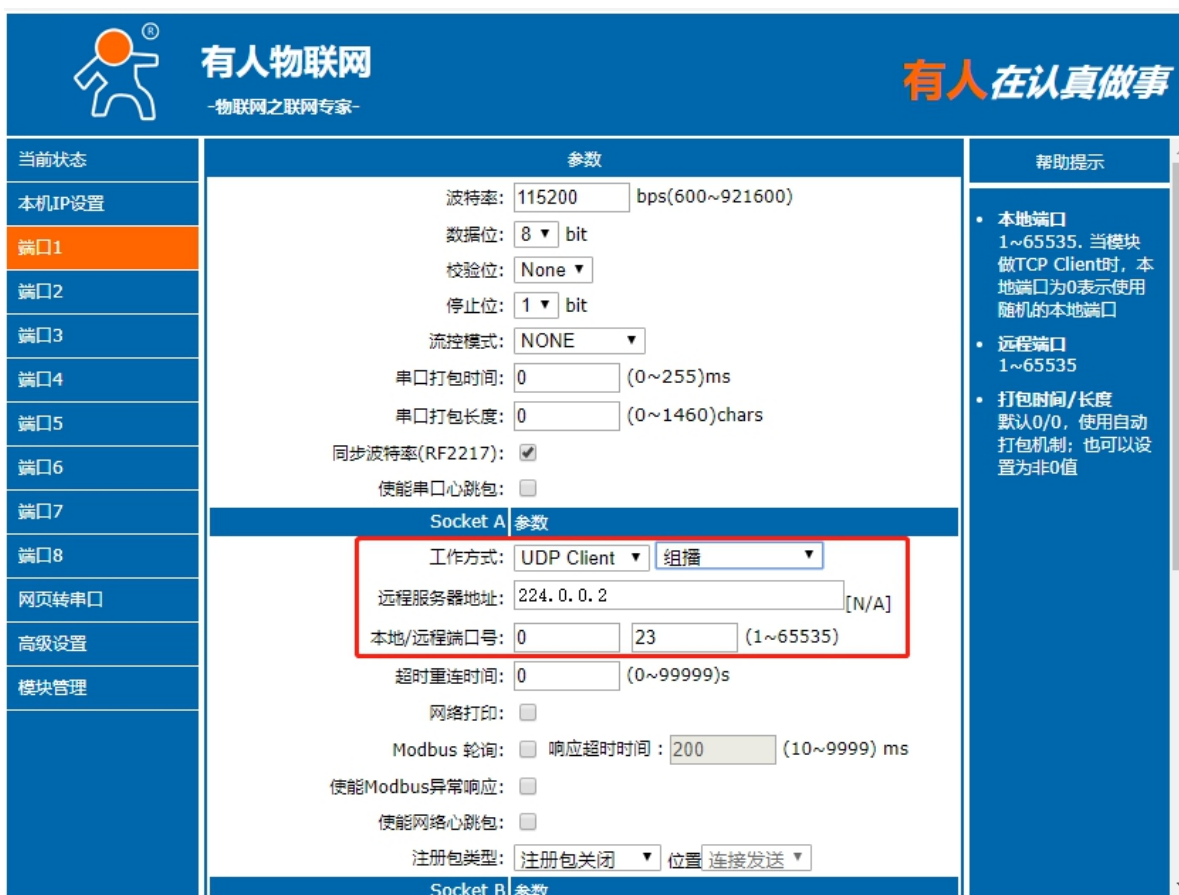 ®
有人物联网
-物联网之联网专家-
有人在认真做事
当前状态
本机IP设置
端口1
端口2
端口3
端口4
端口5
端口6
端口7
端口8
网页转串口
高级设置
模块管理
参数
波特率: 115200 bps(600~921600)
数据位: 8 ▼ bit
校验位: None ▼
停止位: 1 ▼ bit
流控模式: NONE ▼
串口打包时间: 0 (0~255)ms
串口打包长度: 0 (0~1460)chars
同步波特率(RF2217):
使能串口心跳包:
Socket A 参数
工作方式: UDP Client ▼ 组播 ▼
远程服务器地址: 224.0.0.2 [N/A]
本地/远程端口号: 0 23 (1~65535)
超时重连时间: 0 (0~99999)s
网络打印:
Modbus 轮询: 响应超时时间：200 (10~9999) ms
使能Modbus异常响应:
使能网络心跳包:
注册包类型: 注册包关闭 ▼ 位置 连接发送 ▼
Socket B 参数
帮助提示
• 本地端口
1~65535. 当模块
做TCP Client时，本
地端口为0表示使用
随机的本地端口
• 远程端口
1~65535
• 打包时间/长度
默认0/0，使用自动
打包机制；也可以设
置为非0值